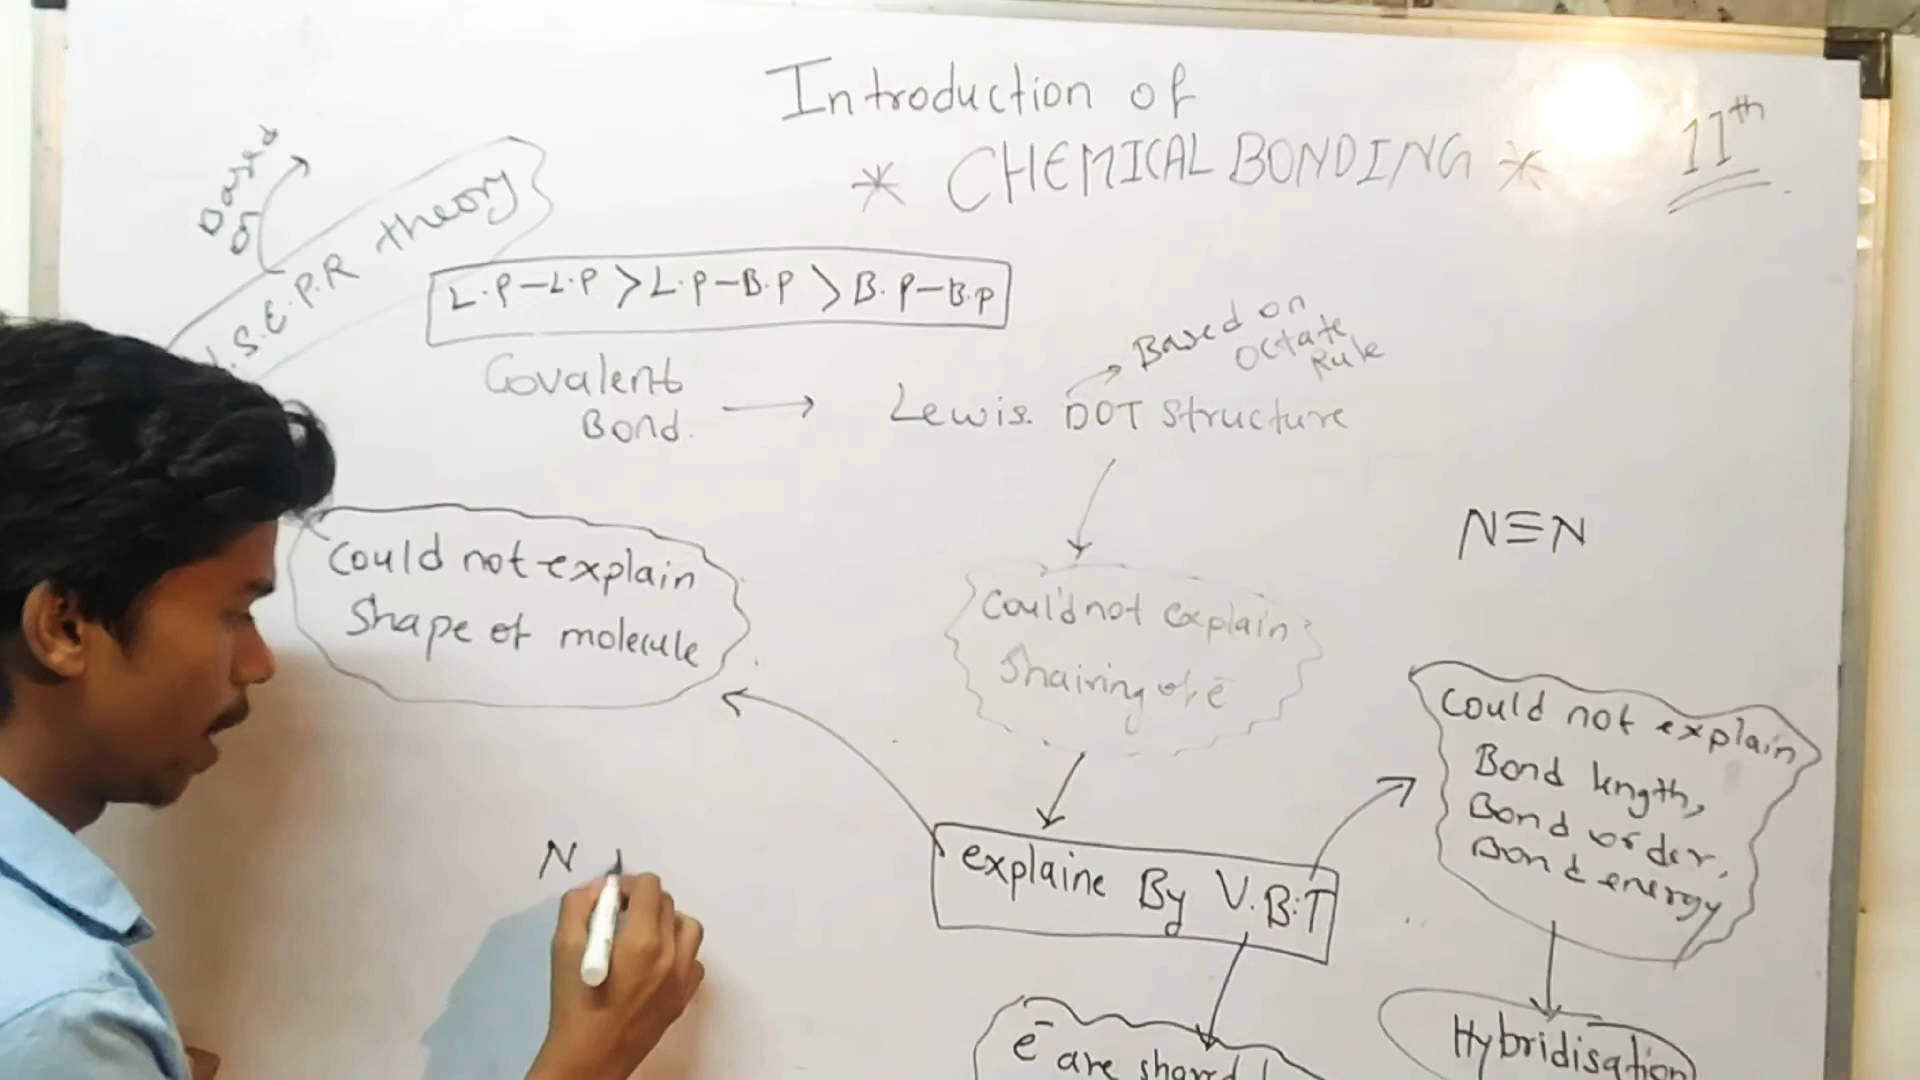 Introduction of
* CHEMICAL BONDING *
11th
Based
on
.S.E.P.R theory
L.P-L.P > L.P-B.P > B.P-B.P
Covalent
Bond.
→ Lewis. DOT Structure
Based on
Octate
Rule
N≡N
Could not explain
Shape of molecule
Could not explain
Shairing of e-
Could not explain
Bond length,
Bond order,
Bond energy
explaine By V.B.T
N
e- are shared
Hybridisation